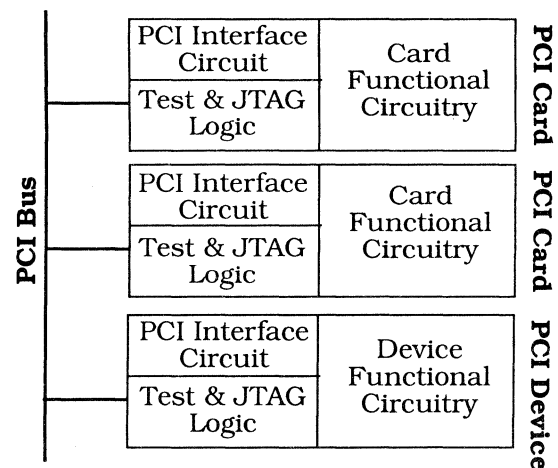 PCI Bus
PCI Interface
Circuit
Test & JTAG
Logic
Card
Functional
Circuitry
PCI Card
PCI Interface
Circuit
Test & JTAG
Logic
Card
Functional
Circuitry
PCI Card
PCI Interface
Circuit
Test & JTAG
Logic
Device
Functional
Circuitry
PCI Device